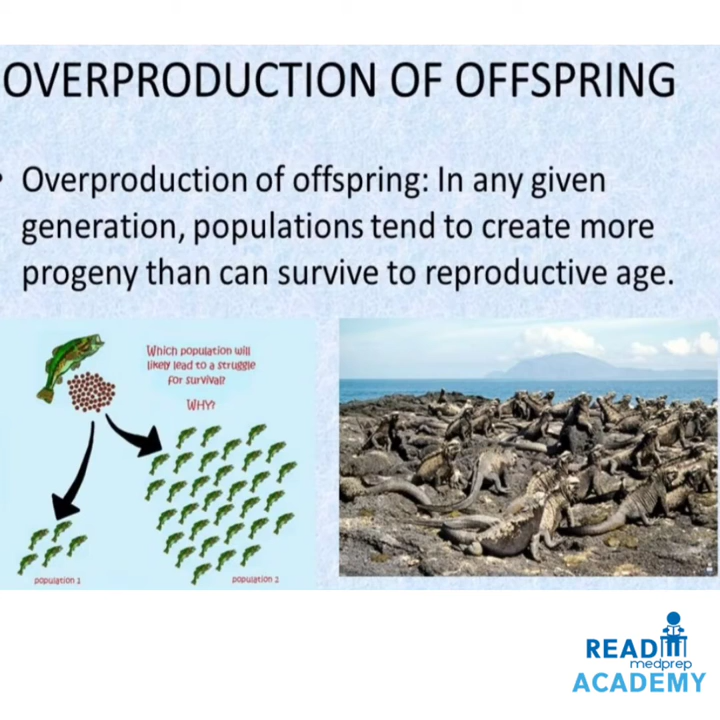 OVERPRODUCTION OF OFFSPRING
• Overproduction of offspring: In any given
generation, populations tend to create more
progeny than can survive to reproductive age.
Which population will
likely lead to a struggle
for survival?
WHY?
population 1
population 2
READ
medprep
ACADEMY